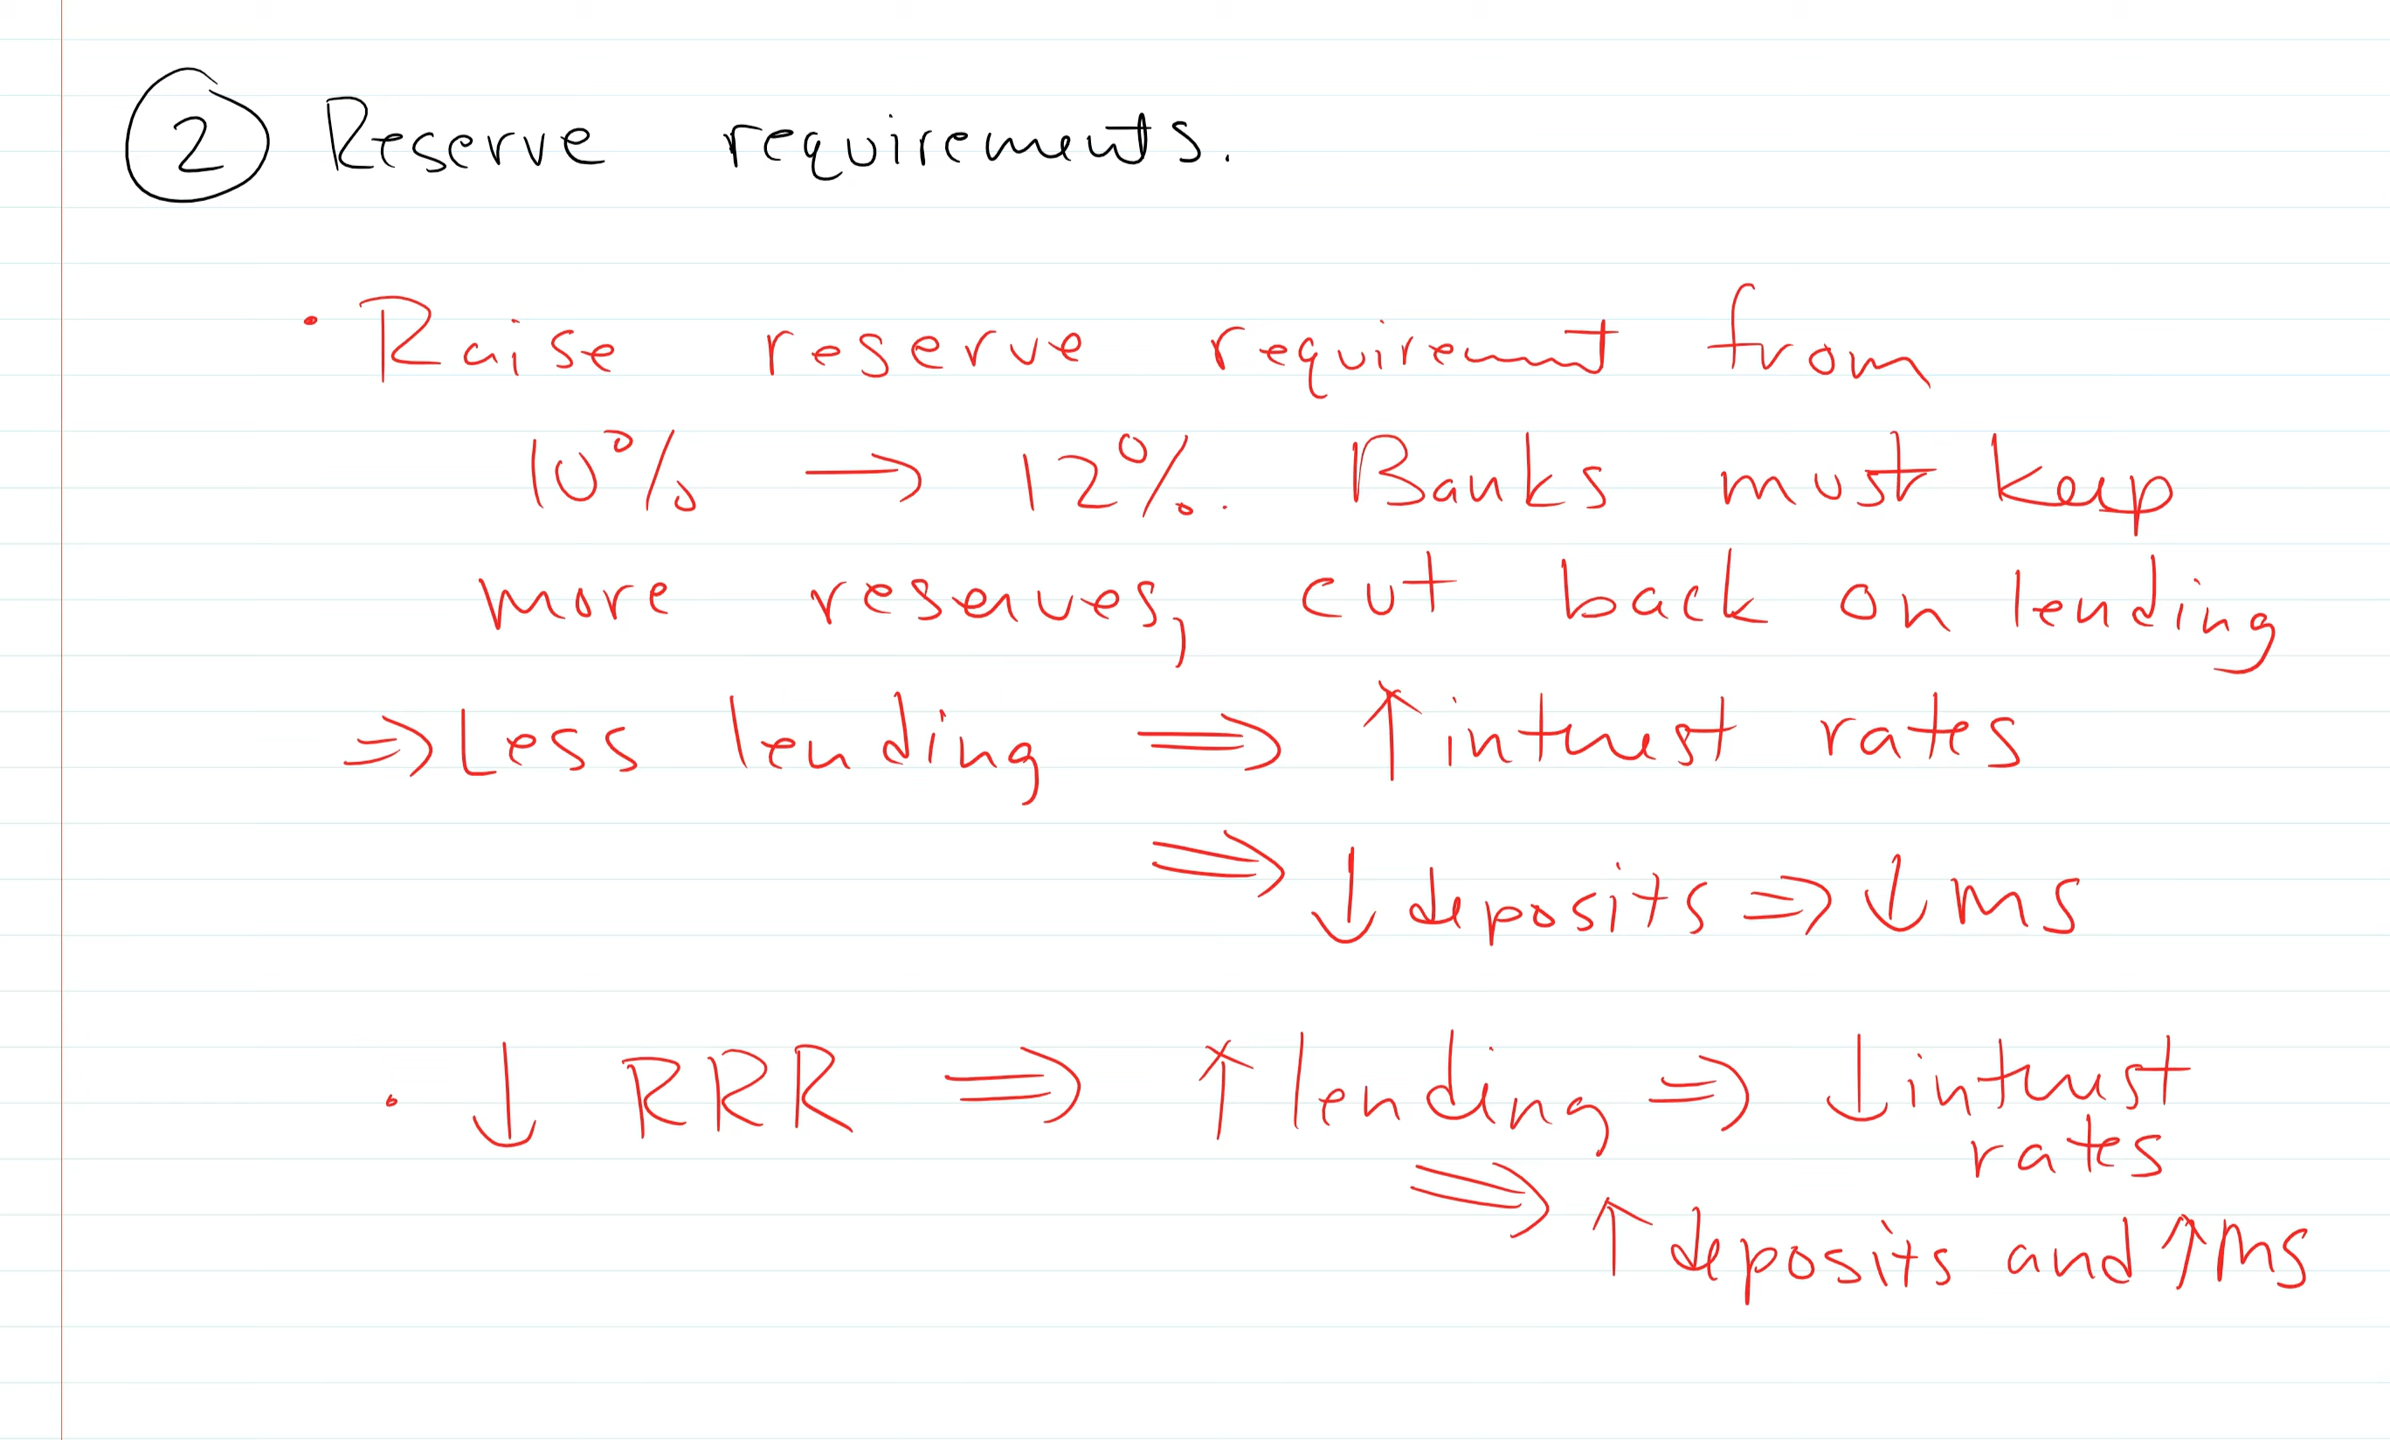 ② Reserve requirements.
• Raise reserve requirement from
10% → 12%. Banks must keep
more reserves, cut back on lending
⇒ Less lending ⇒ ↑ interest rates
⇒ ↓ deposits ⇒ ↓ MS
• ↓ RRR ⇒ ↑ lending ⇒ ↓ interest
rates
⇒ ↑ deposits and ↑ MS